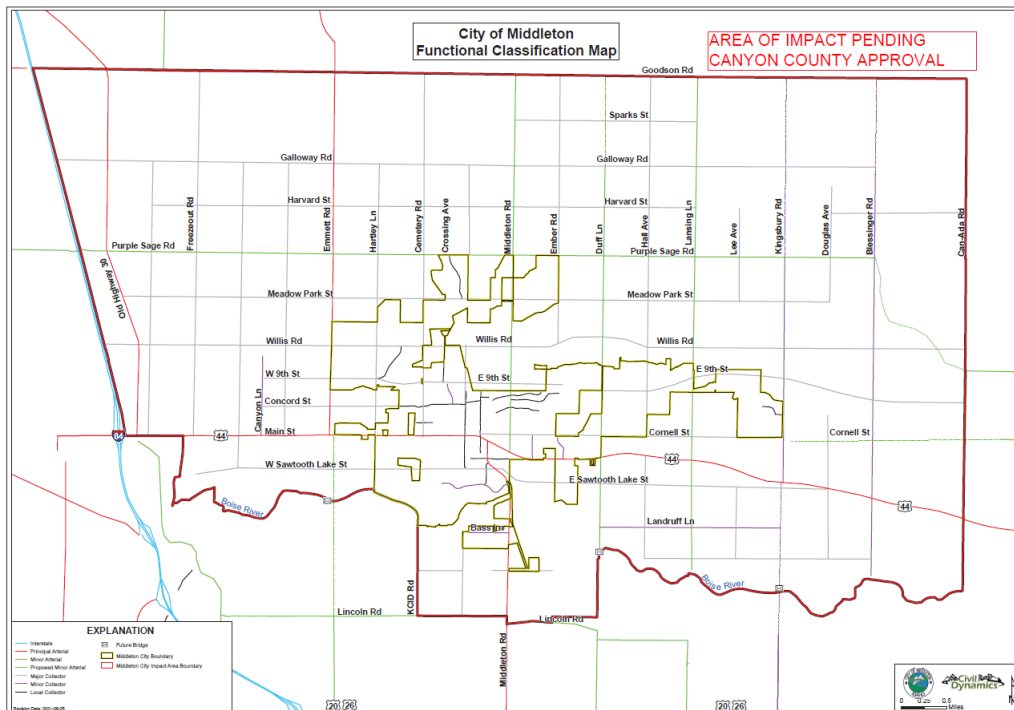 City of Middleton
Functional Classification Map
AREA OF IMPACT PENDING
CANYON COUNTY APPROVAL
Goodson Rd
Sparks St
Galloway Rd
Galloway Rd
Harvard St
Harvard St
Freezeout Rd
Emmett Rd
Hartley Ln
Cemetery Rd
Crossing Ave
Middleton Rd
Ember Rd
Duff Ln
Hall Ave
Lansing Ln
Lee Ave
Kingsbury Rd
Douglas Ave
Blessinger Rd
Can-Ada Rd
Purple Sage Rd
Purple Sage Rd
Old Highway 30
Meadow Park St
Meadow Park St
Willis Rd
Willis Rd
Willis Rd
W 9th St
E 9th St
E 9th St
Canyon Ln
Concord St
84
44
Main St
Cornell St
Cornell St
44
W Sawtooth Lake St
E Sawtooth Lake St
44
Boise River
Bass Ln
Landruff Ln
Boise River
KCID Rd
Lincoln Rd
Lincoln Rd
Middleton Rd
20 26
20 26
EXPLANATION
Interstate
Principal Arterial
Minor Arterial
Proposed Minor Arterial
Major Collector
Minor Collector
Local Collector
Future Bridge
Middleton City Boundary
Middleton City Impact Area Boundary
Civil
Dynamics
0 0.25 0.5
Miles